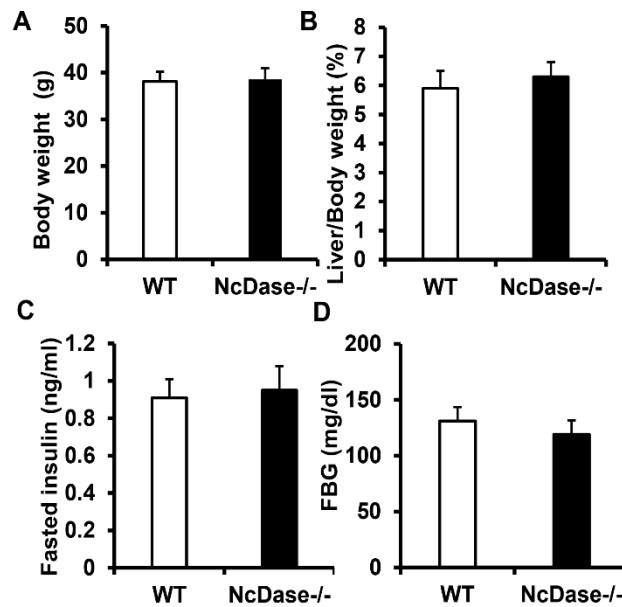 A
Body weight (g)
50
40
30
20
10
0
WT NcDase-/-
B
Liver/Body weight (%)
8
7
6
5
4
3
2
1
0
WT NcDase-/-
C
Fasted insulin (ng/ml)
1.2
1
0.8
0.6
0.4
0.2
0
WT NcDase-/-
D
FBG (mg/dl)
200
150
100
50
0
WT NcDase-/-